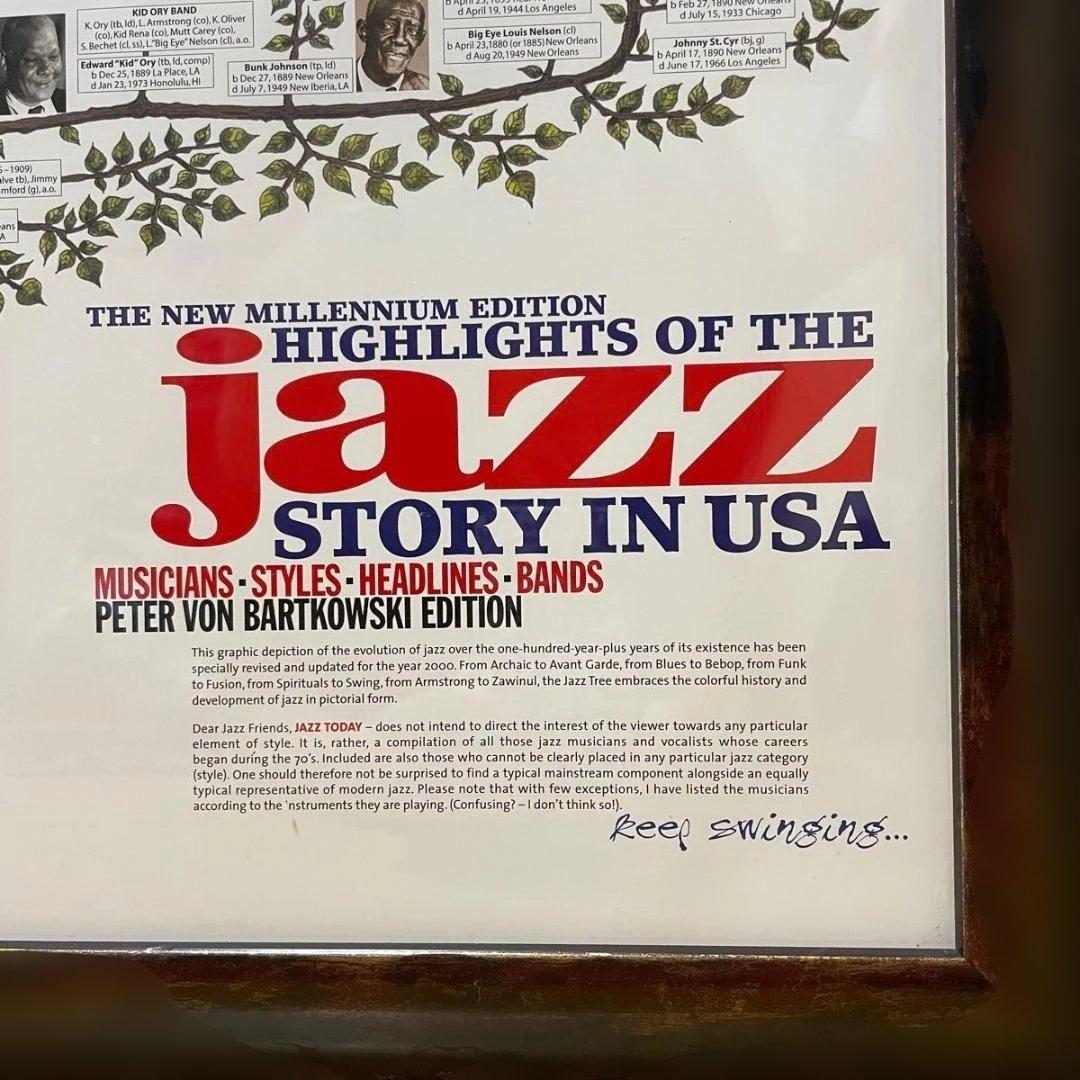 KID ORY BAND
K. Ory (tb, ld), L. Armstrong (co), K. Oliver
(co), Kid Rena (co), Mutt Carey (co),
S. Bechet (cl, ss), L."Big Eye" Nelson (cl), a.o.
Edward "Kid" Ory (tb, ld, comp)
b Dec 25, 1889 La Place, LA
d Jan 23, 1973 Honolulu, HI
Bunk Johnson (tp, ld)
b Dec 27, 1889 New Orleans
d July 7, 1949 New Iberia, LA
d April 19, 1944 Los Angeles
Big Eye Louis Nelson (cl)
b April 23,1880 (or 1885) New Orleans
d Aug 20,1949 New Orleans
b Feb 27, 1890 New Orleans
d July 15, 1933 Chicago
Johnny St. Cyr (bj, g)
b April 17, 1890 New Orleans
d June 17, 1966 Los Angeles
–1909)
tb), Jimmy
(g), a.o.
THE NEW MILLENNIUM EDITION
HIGHLIGHTS OF THE
jazz
STORY IN USA
MUSICIANS · STYLES · HEADLINES · BANDS
PETER VON BARTKOWSKI EDITION
This graphic depiction of the evolution of jazz over the one-hundred-year-plus years of its existence has been
specially revised and updated for the year 2000. From Archaic to Avant Garde, from Blues to Bebop, from Funk
to Fusion, from Spirituals to Swing, from Armstrong to Zawinul, the Jazz Tree embraces the colorful history and
development of jazz in pictorial form.
Dear Jazz Friends, JAZZ TODAY – does not intend to direct the interest of the viewer towards any particular
element of style. It is, rather, a compilation of all those jazz musicians and vocalists whose careers
began during the 70's. Included are also those who cannot be clearly placed in any particular jazz category
(style). One should therefore not be surprised to find a typical mainstream component alongside an equally
typical representative of modern jazz. Please note that with few exceptions, I have listed the musicians
according to the 'nstruments they are playing. (Confusing? – I don't think so!).
keep swinging...